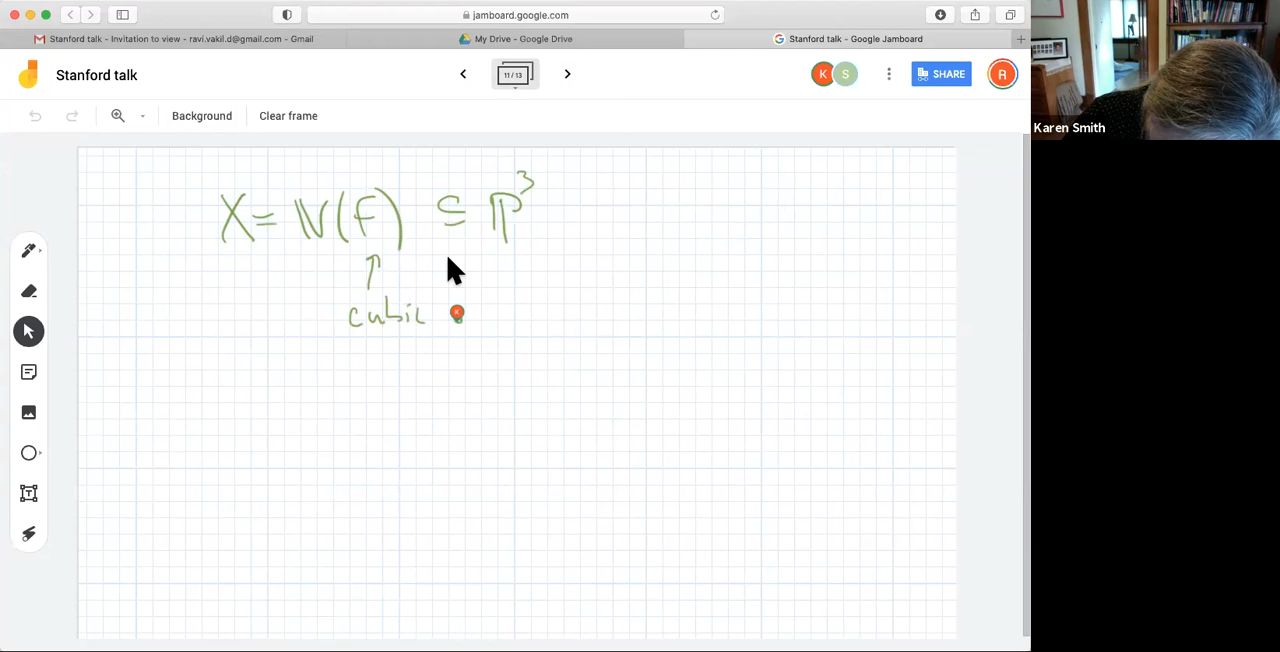 jamboard.google.com
Stanford talk - Invitation to view - ravi.vakil.d@gmail.com - Gmail
My Drive - Google Drive
Stanford talk - Google Jamboard
Stanford talk
11 / 13
K
S
SHARE
R
Background
Clear frame
Karen Smith
X = V(F) ⊆ P³
↑
cubic
K
T